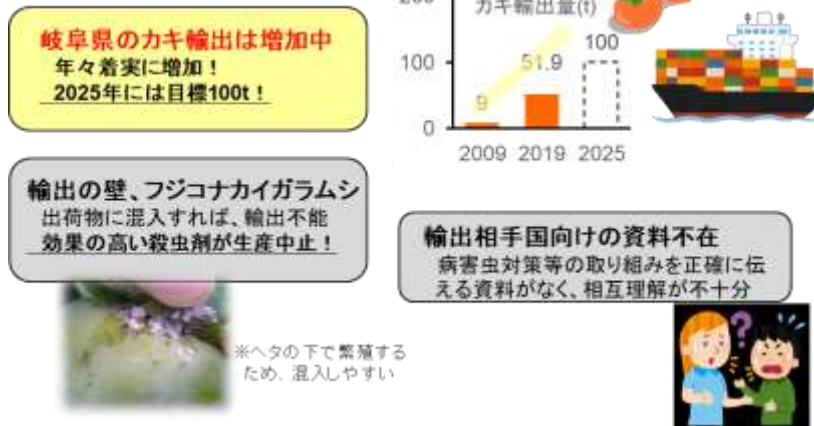 岐阜県のカキ輸出は増加中
年々着実に増加！
2025年には目標100t！
カキ輸出量(t)
200
100
0
9
51.9
100
2009 2019 2025
輸出の壁、フジコナカイガラムシ
出荷物に混入すれば、輸出不能
効果の高い殺虫剤が生産中止！
※ヘタの下で繁殖する
ため、混入しやすい
輸出相手国向けの資料不在
病害虫対策等の取り組みを正確に伝
える資料がなく、相互理解が不十分
?